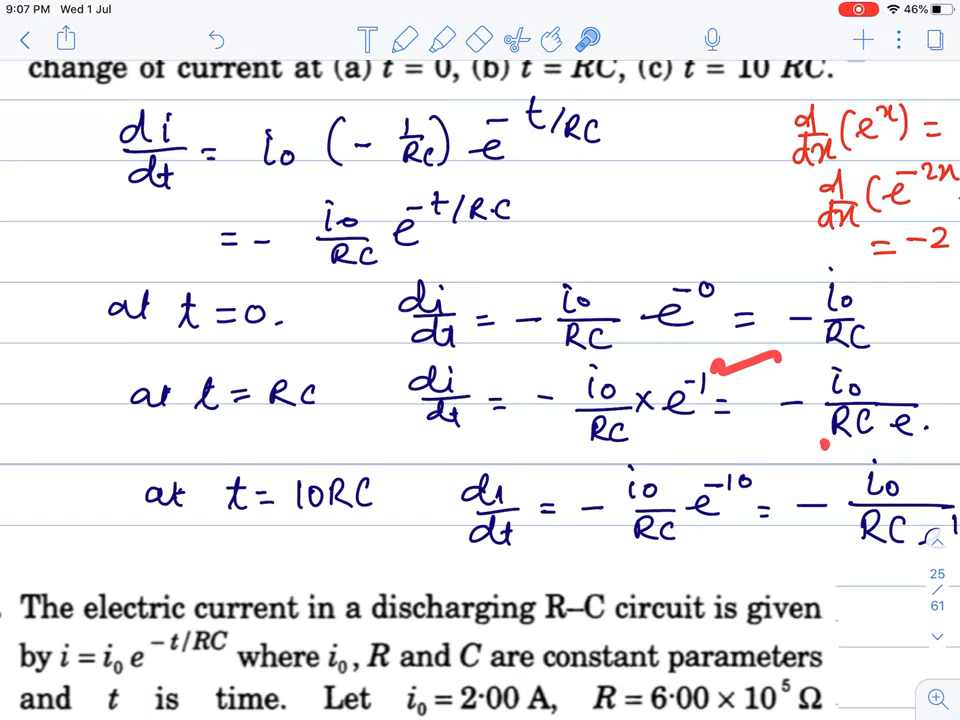 9:07 PM Wed 1 Jul 46%
change of current at (a) t = 0, (b) t = RC, (c) t = 10 RC.
di/dt = i₀ (- 1/RC) e^-t/RC
d/dx (e^x) =
d/dx (e^-2x
= - i₀/RC e^-t/RC
= -2
at t = 0. di/dt = - i₀/RC e^-0 = - i₀/RC
at t = RC di/dt = - i₀/RC × e^-1 = - i₀/RC e.
at t = 10RC di/dt = - i₀/RC e^-10 = - i₀/RC
25
/
61
The electric current in a discharging R–C circuit is given
by i = i₀ e^-t/RC where i₀, R and C are constant parameters
and t is time. Let i₀ = 2·00 A, R = 6·00 × 10^5 Ω